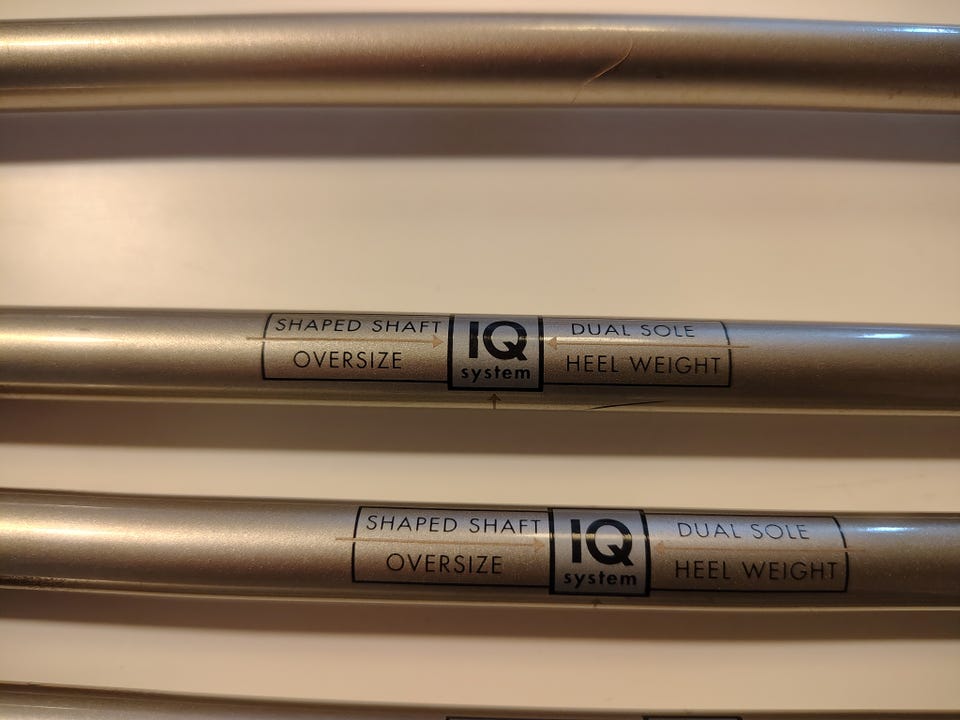 SHAPED SHAFT
OVERSIZE
IQ
system
DUAL SOLE
HEEL WEIGHT
SHAPED SHAFT
OVERSIZE
IQ
system
DUAL SOLE
HEEL WEIGHT